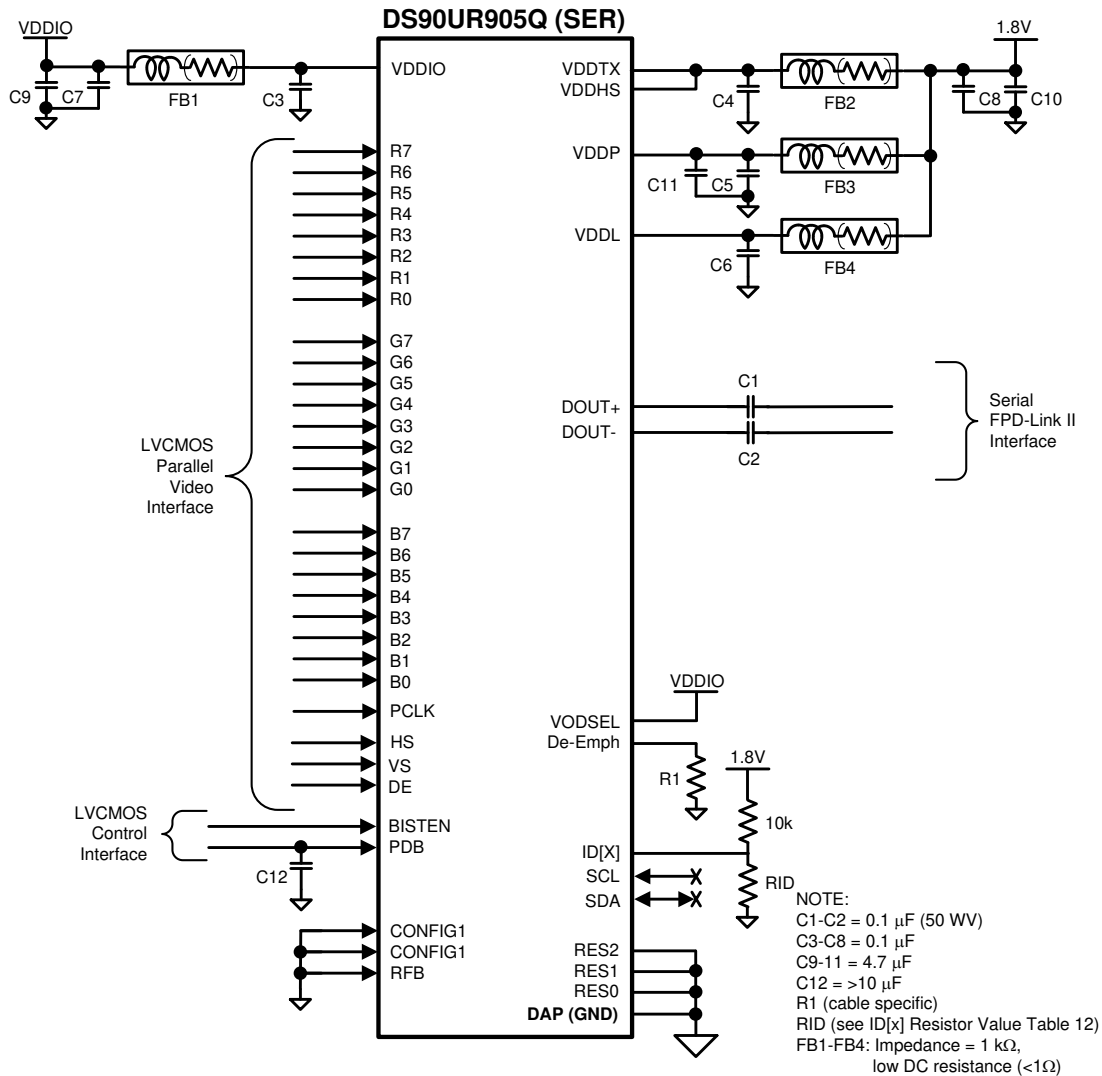 DS90UR905Q (SER)
VDDIO
C9
C7
FB1
C3
VDDIO
VDDTX
VDDHS
C4
FB2
1.8V
C8
C10
VDDP
C11
C5
FB3
VDDL
C6
FB4
LVCMOS
Parallel
Video
Interface
R7
R6
R5
R4
R3
R2
R1
R0
G7
G6
G5
G4
G3
G2
G1
G0
B7
B6
B5
B4
B3
B2
B1
B0
PCLK
HS
VS
DE
DOUT+
DOUT-
C1
C2
Serial
FPD-Link II
Interface
LVCMOS
Control
Interface
BISTEN
PDB
C12
CONFIG1
CONFIG1
RFB
VDDIO
VODSEL
De-Emph
R1
1.8V
10k
ID[X]
RID
SCL
SDA
RES2
RES1
RES0
DAP (GND)
NOTE:
C1-C2 = 0.1 μF (50 WV)
C3-C8 = 0.1 μF
C9-11 = 4.7 μF
C12 = >10 μF
R1 (cable specific)
RID (see ID[x] Resistor Value Table 12)
FB1-FB4: Impedance = 1 kΩ,
low DC resistance (<1Ω)